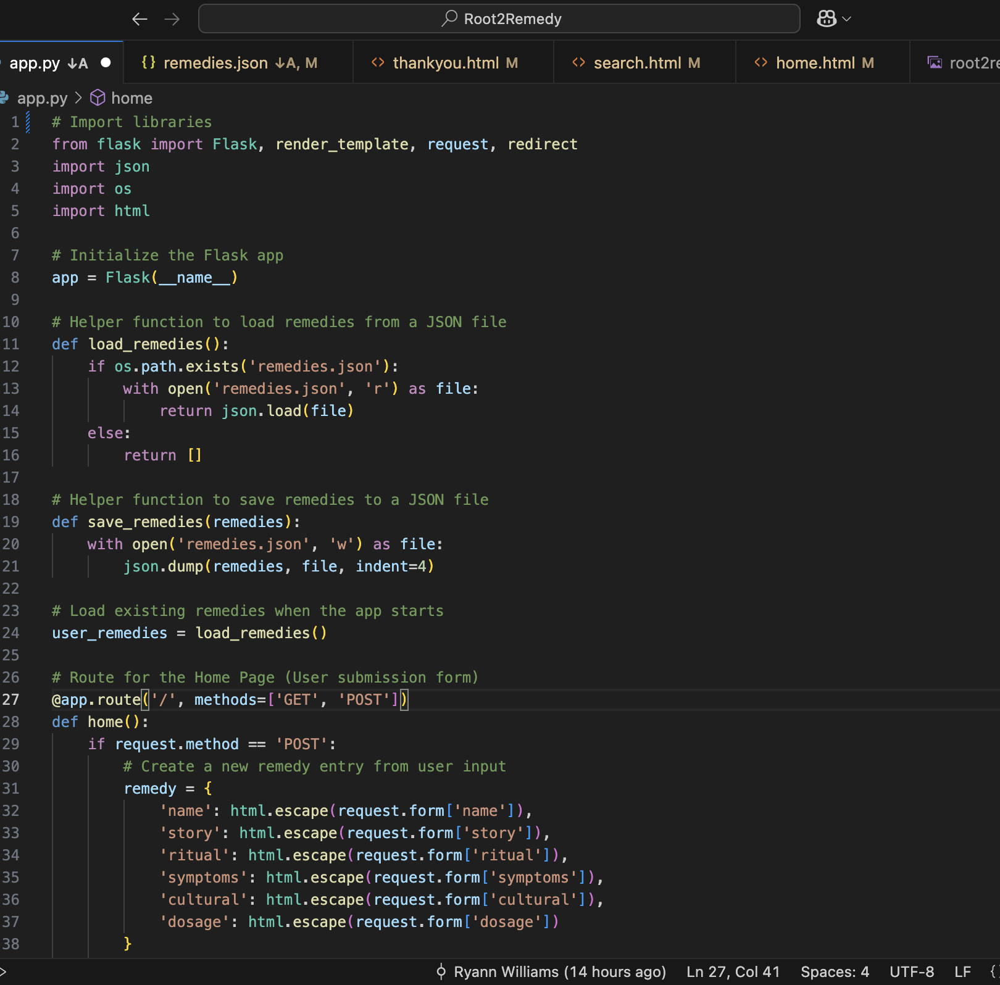 Root2Remedy
app.py ↓A ● {} remedies.json ↓A, M <> thankyou.html M <> search.html M <> home.html M root2re
app.py > home
1 # Import libraries
2 from flask import Flask, render_template, request, redirect
3 import json
4 import os
5 import html
6
7 # Initialize the Flask app
8 app = Flask(__name__)
9
10 # Helper function to load remedies from a JSON file
11 def load_remedies():
12     if os.path.exists('remedies.json'):
13         with open('remedies.json', 'r') as file:
14             return json.load(file)
15     else:
16         return []
17
18 # Helper function to save remedies to a JSON file
19 def save_remedies(remedies):
20     with open('remedies.json', 'w') as file:
21         json.dump(remedies, file, indent=4)
22
23 # Load existing remedies when the app starts
24 user_remedies = load_remedies()
25
26 # Route for the Home Page (User submission form)
27 @app.route('/', methods=['GET', 'POST'])
28 def home():
29     if request.method == 'POST':
30         # Create a new remedy entry from user input
31         remedy = {
32             'name': html.escape(request.form['name']),
33             'story': html.escape(request.form['story']),
34             'ritual': html.escape(request.form['ritual']),
35             'symptoms': html.escape(request.form['symptoms']),
36             'cultural': html.escape(request.form['cultural']),
37             'dosage': html.escape(request.form['dosage'])
38         }
Ryann Williams (14 hours ago) Ln 27, Col 41 Spaces: 4 UTF-8 LF {